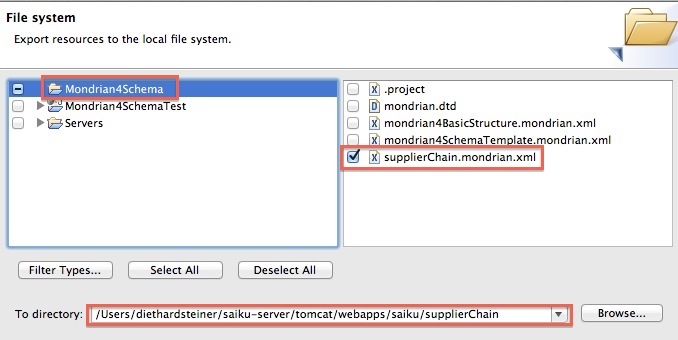 File system
Export resources to the local file system.
Mondrian4Schema
Mondrian4SchemaTest
Servers
.project
mondrian.dtd
mondrian4BasicStructure.mondrian.xml
mondrian4SchemaTemplate.mondrian.xml
supplierChain.mondrian.xml
Filter Types...
Select All
Deselect All
To directory:
/Users/diethardsteiner/saiku-server/tomcat/webapps/saiku/supplierChain
Browse...